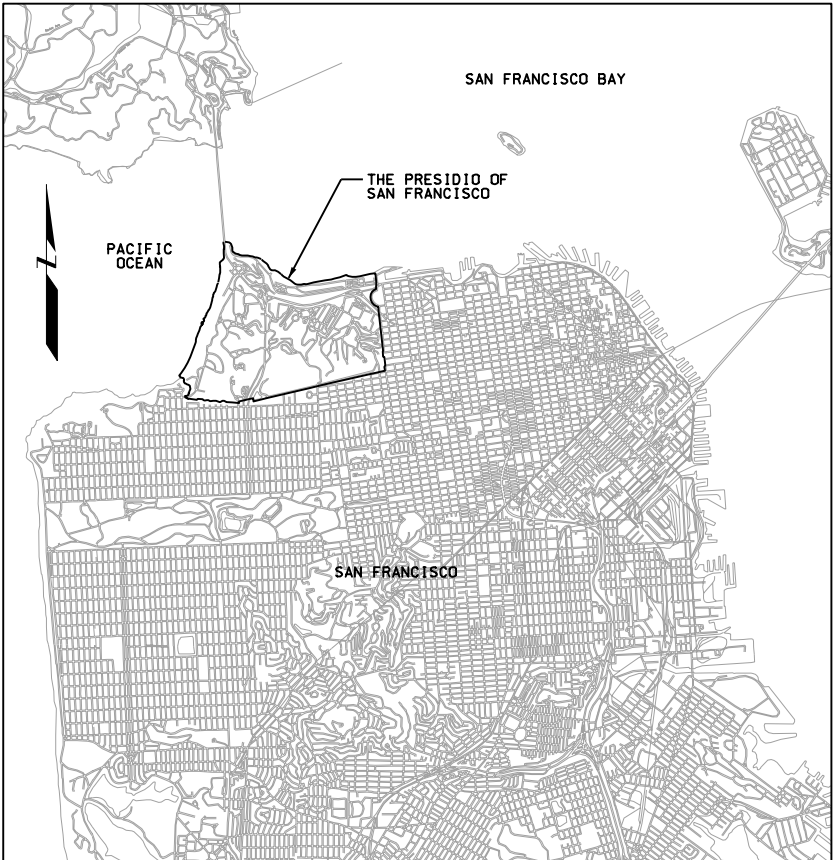 SAN FRANCISCO BAY
THE PRESIDIO OF
SAN FRANCISCO
PACIFIC
OCEAN
SAN FRANCISCO